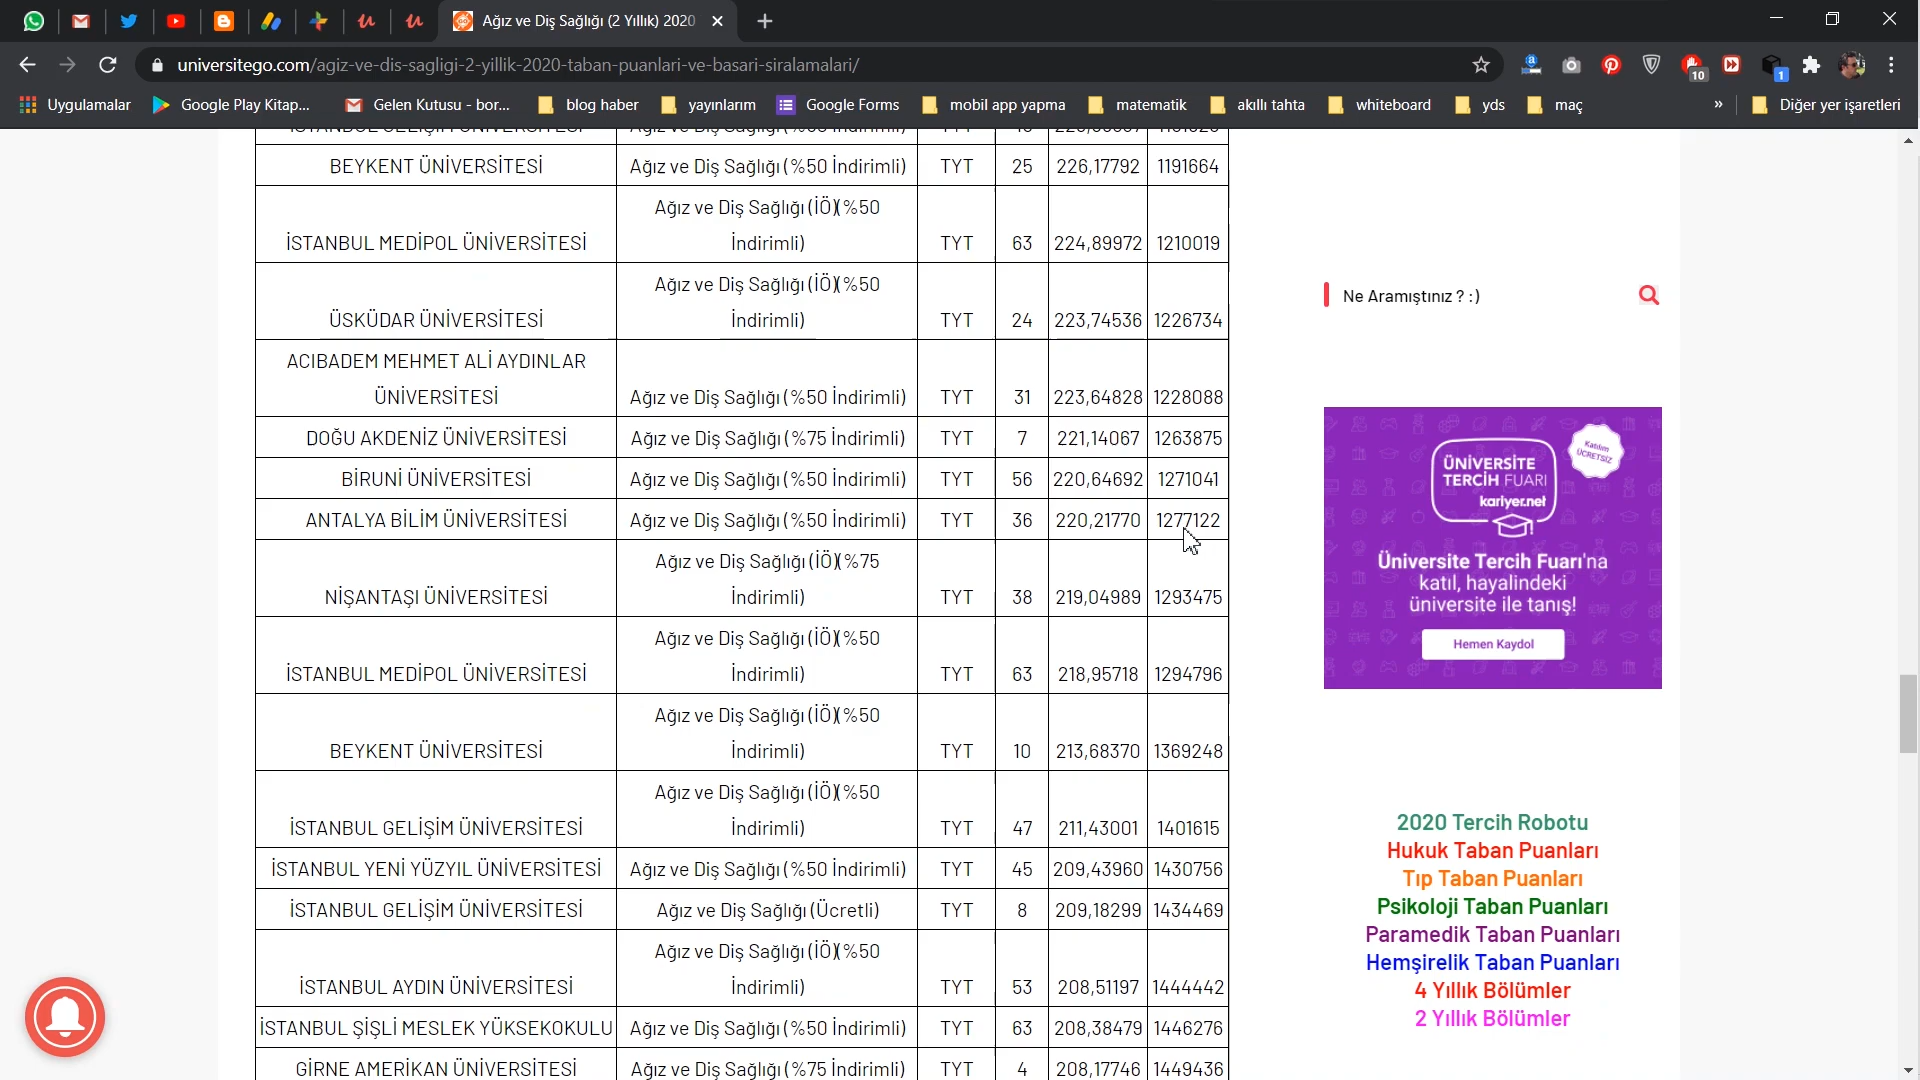 Ağız ve Diş Sağlığı (2 Yıllık) 2020
universitego.com/agiz-ve-dis-sagligi-2-yillik-2020-taban-puanlari-ve-basari-siralamalari/
10
1
Uygulamalar
Google Play Kitap...
Gelen Kutusu - bor...
blog haber
yayınlarım
Google Forms
mobil app yapma
matematik
akıllı tahta
whiteboard
yds
maç
»
Diğer yer işaretleri
BEYKENT ÜNİVERSİTESİ Ağız ve Diş Sağlığı (%50 İndirimli) TYT 25 226,17792 1191664
Ağız ve Diş Sağlığı (İÖ)(%50
İSTANBUL MEDİPOL ÜNİVERSİTESİ İndirimli) TYT 63 224,89972 1210019
Ağız ve Diş Sağlığı (İÖ)(%50
ÜSKÜDAR ÜNİVERSİTESİ İndirimli) TYT 24 223,74536 1226734
ACIBADEM MEHMET ALİ AYDINLAR
ÜNİVERSİTESİ Ağız ve Diş Sağlığı (%50 İndirimli) TYT 31 223,64828 1228088
DOĞU AKDENİZ ÜNİVERSİTESİ Ağız ve Diş Sağlığı (%75 İndirimli) TYT 7 221,14067 1263875
BİRUNİ ÜNİVERSİTESİ Ağız ve Diş Sağlığı (%50 İndirimli) TYT 56 220,64692 1271041
ANTALYA BİLİM ÜNİVERSİTESİ Ağız ve Diş Sağlığı (%50 İndirimli) TYT 36 220,21770 1277122
Ağız ve Diş Sağlığı (İÖ)(%75
NİŞANTAŞI ÜNİVERSİTESİ İndirimli) TYT 38 219,04989 1293475
Ağız ve Diş Sağlığı (İÖ)(%50
İSTANBUL MEDİPOL ÜNİVERSİTESİ İndirimli) TYT 63 218,95718 1294796
Ağız ve Diş Sağlığı (İÖ)(%50
BEYKENT ÜNİVERSİTESİ İndirimli) TYT 10 213,68370 1369248
Ağız ve Diş Sağlığı (İÖ)(%50
İSTANBUL GELİŞİM ÜNİVERSİTESİ İndirimli) TYT 47 211,43001 1401615
İSTANBUL YENİ YÜZYIL ÜNİVERSİTESİ Ağız ve Diş Sağlığı (%50 İndirimli) TYT 45 209,43960 1430756
İSTANBUL GELİŞİM ÜNİVERSİTESİ Ağız ve Diş Sağlığı (Ücretli) TYT 8 209,18299 1434469
Ağız ve Diş Sağlığı (İÖ)(%50
İSTANBUL AYDIN ÜNİVERSİTESİ İndirimli) TYT 53 208,51197 1444442
İSTANBUL ŞİŞLİ MESLEK YÜKSEKOKULU Ağız ve Diş Sağlığı (%50 İndirimli) TYT 63 208,38479 1446276
GİRNE AMERİKAN ÜNİVERSİTESİ Ağız ve Diş Sağlığı (%75 İndirimli) TYT 4 208,17746 1449436
Ne Aramıştınız ? :)
Katılım
ÜCRETSİZ
ÜNİVERSİTE
TERCİH FUARI
kariyer.net
Üniversite Tercih Fuarı'na
katıl, hayalindeki
üniversite ile tanış!
Hemen Kaydol
2020 Tercih Robotu
Hukuk Taban Puanları
Tıp Taban Puanları
Psikoloji Taban Puanları
Paramedik Taban Puanları
Hemşirelik Taban Puanları
4 Yıllık Bölümler
2 Yıllık Bölümler